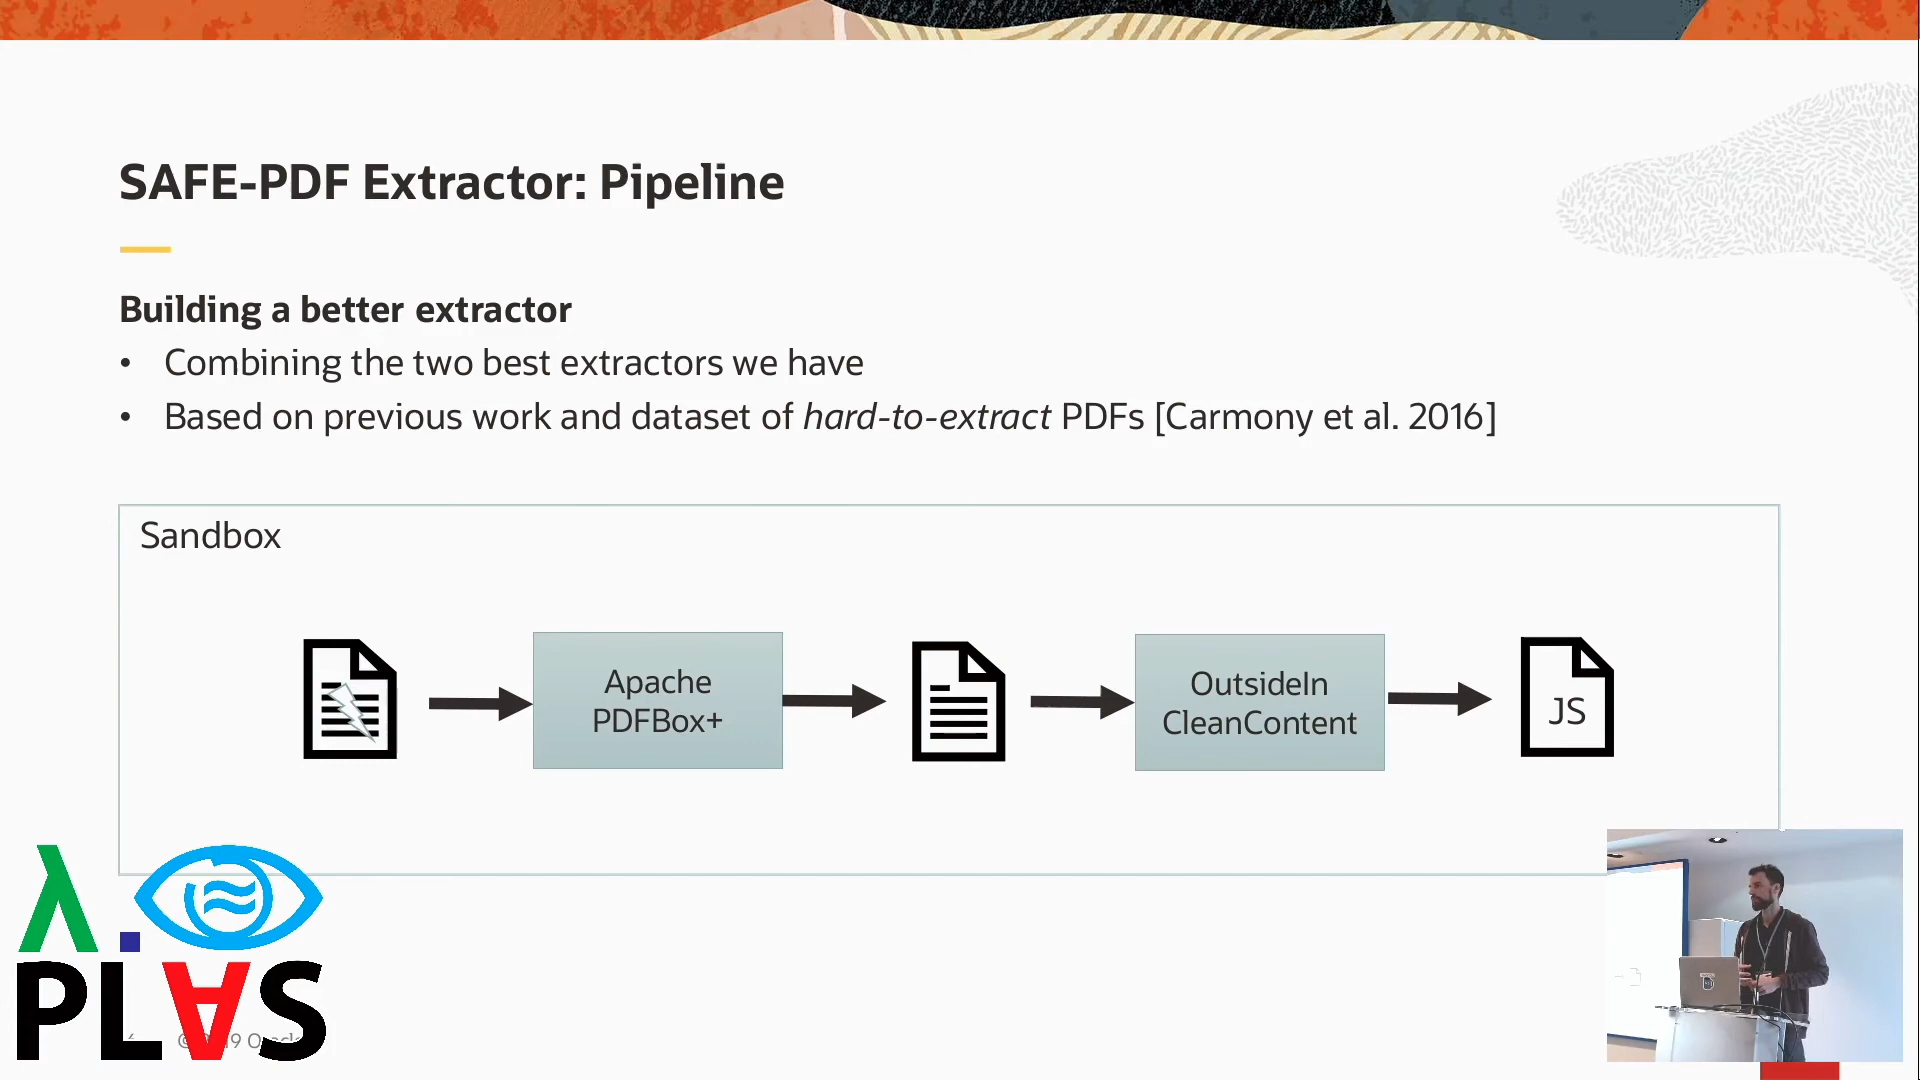 SAFE-PDF Extractor: Pipeline
Building a better extractor
• Combining the two best extractors we have
• Based on previous work and dataset of hard-to-extract PDFs [Carmony et al. 2016]
Sandbox
Apache
PDFBox+
OutsideIn
CleanContent
JS
λ.
PL∀S